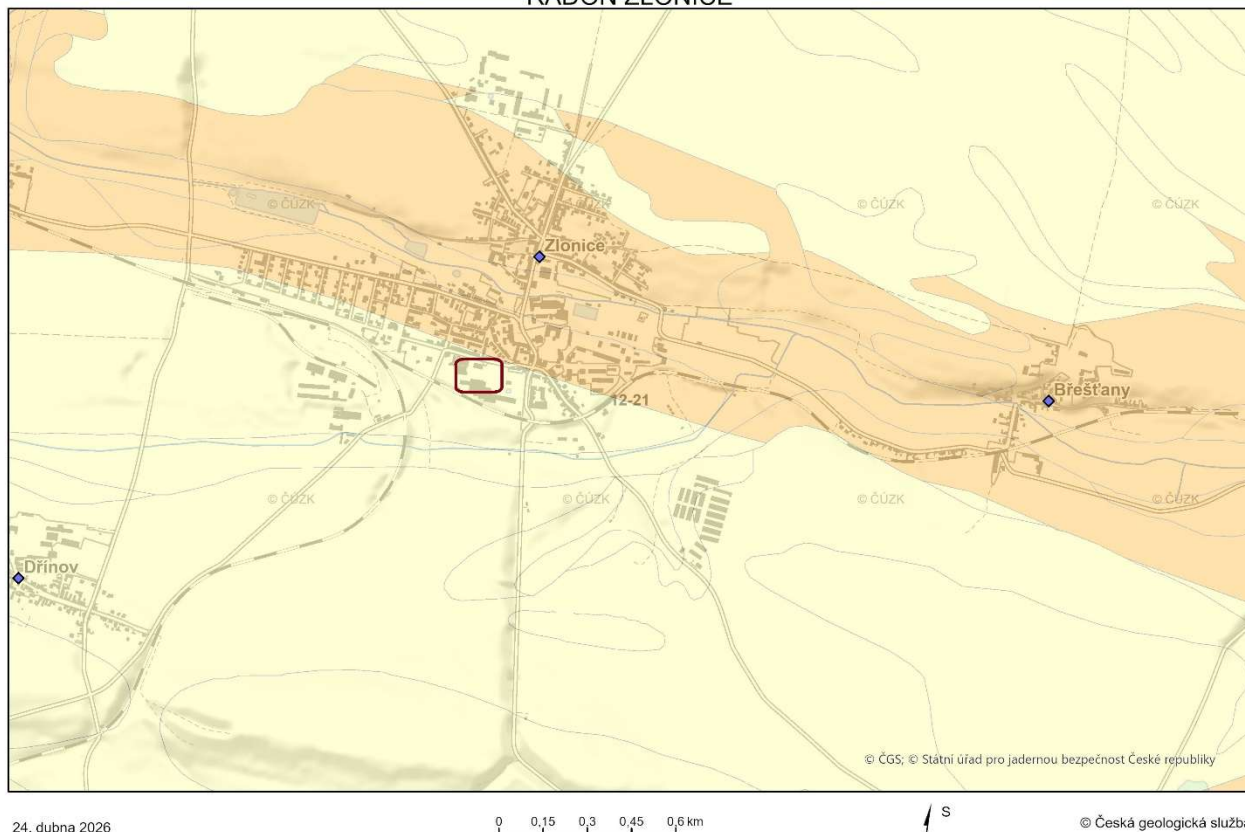 RADON ZLONICE
© ČÚZK
© ČÚZK
© ČÚZK
© ČÚZK
Zlonice
Břešťany
12-21
© ČÚZK
© ČÚZK
© ČÚZK
© ČÚZK
Dřínov
© ČGS; © Státní úřad pro jadernou bezpečnost České republiky
24. dubna 2026
0 0,15 0,3 0,45 0,6 km
S
© Česká geologická služba